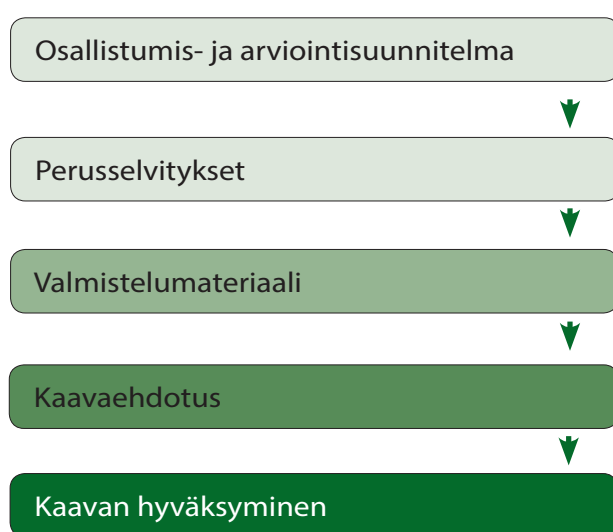 Osallistumis- ja arviointisuunnitelma
Perusselvitykset
Valmistelumateriaali
Kaavaehdotus
Kaavan hyväksyminen